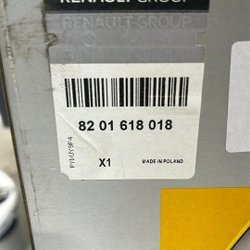 RENAULT GROUP
82 01 618 018
X1
MADE IN POLAND